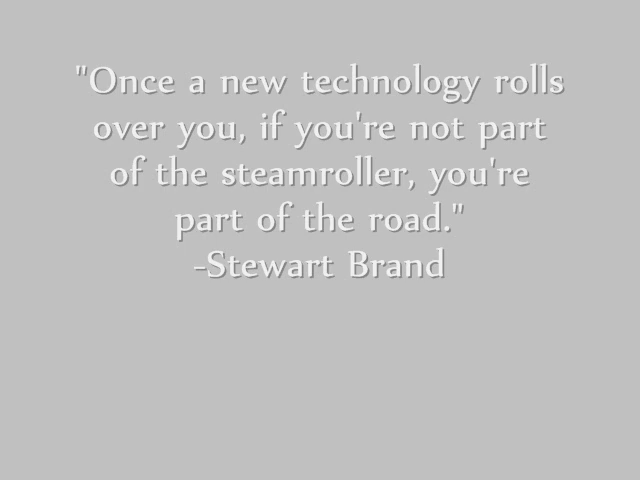 "Once a new technology rolls
over you, if you're not part
of the steamroller, you're
part of the road."
-Stewart Brand